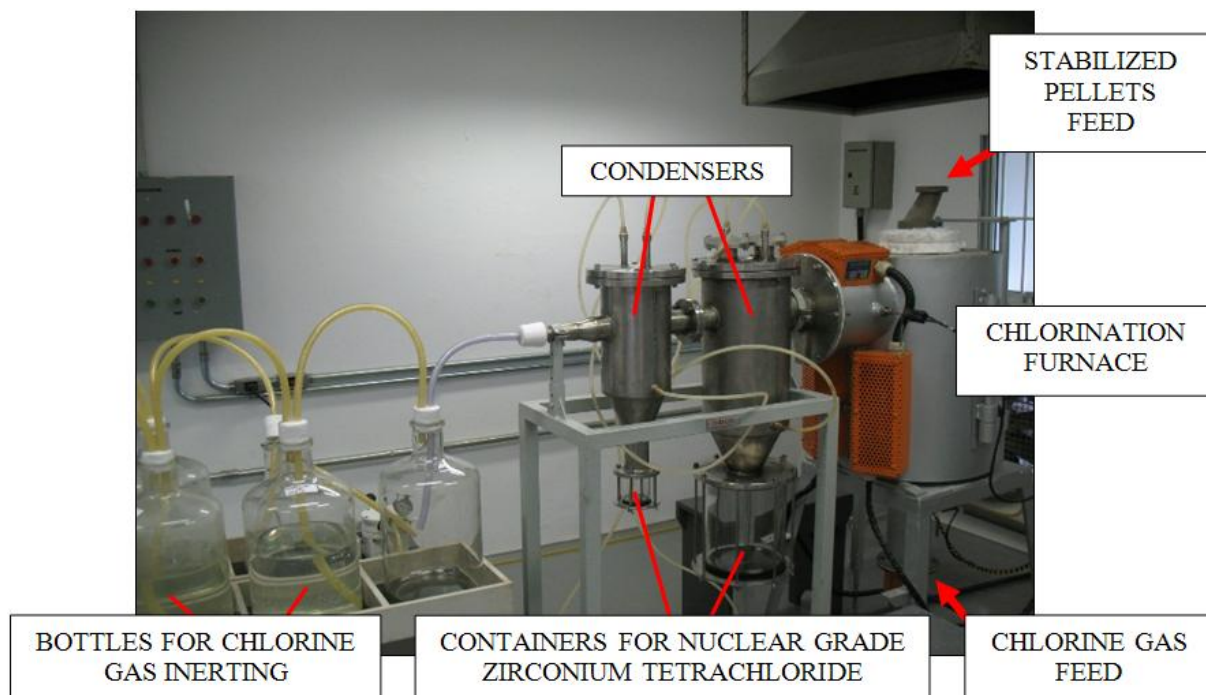 STABILIZED
PELLETS
FEED
CONDENSERS
CHLORINATION
FURNACE
BOTTLES FOR CHLORINE
GAS INERTING
CONTAINERS FOR NUCLEAR GRADE
ZIRCONIUM TETRACHLORIDE
CHLORINE GAS
FEED